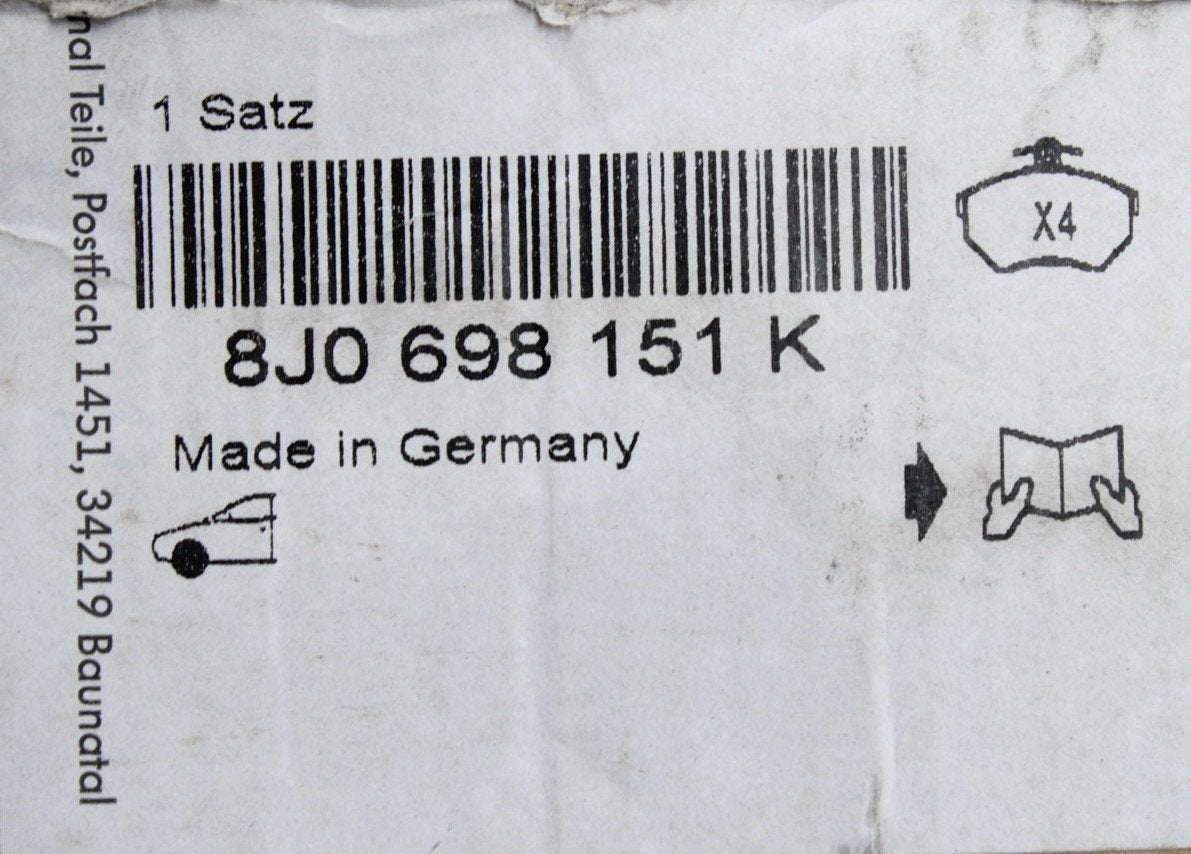 1 Satz
X4
8J0 698 151 K
Made in Germany
nal Teile, Postfach 1451, 34219 Baunatal